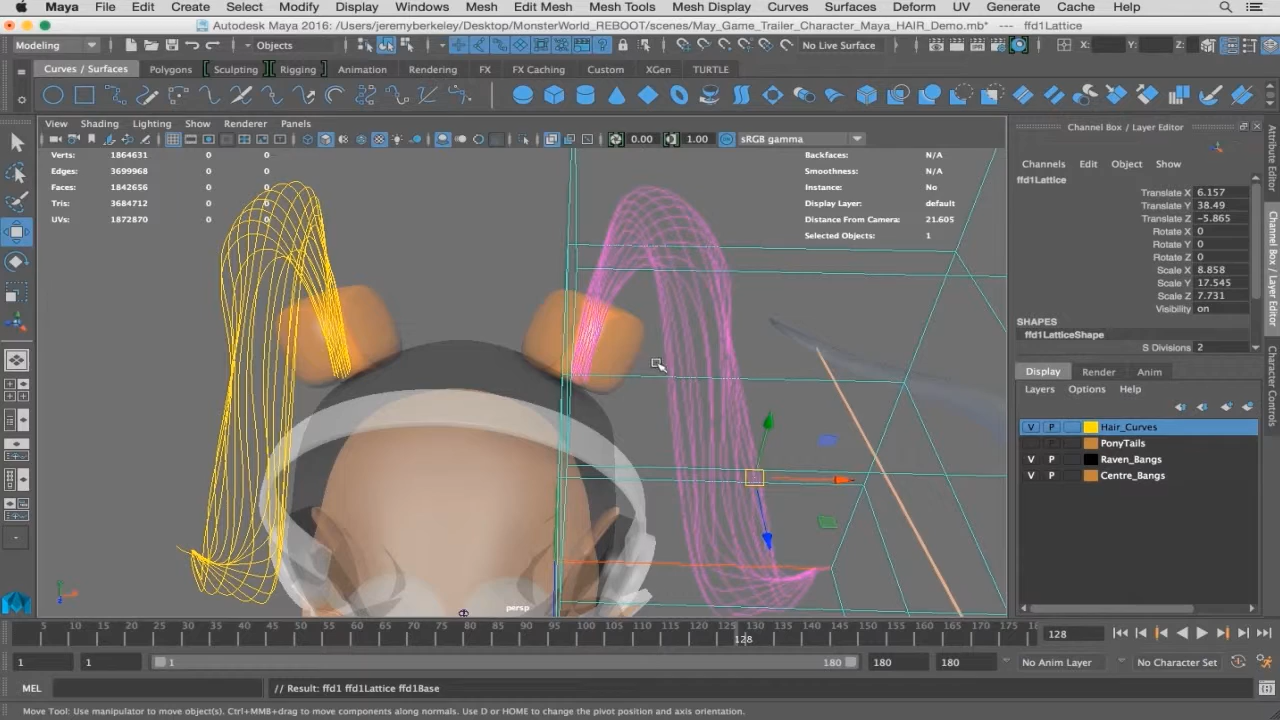 Maya File Edit Create Select Modify Display Windows Mesh Edit Mesh Mesh Tools Mesh Display Curves Surfaces Deform UV Generate Cache Help
Autodesk Maya 2016: /Users/jeremyberkeley/Desktop/MonsterWorld_REBOOT/scenes/May_Game_Trailer_Character_Maya_HAIR_Demo.mb* --- ffd1Lattice
Modeling Objects No Live Surface X: Y: Z:
Curves / Surfaces Polygons Sculpting Rigging Animation Rendering FX FX Caching Custom XGen TURTLE
View Shading Lighting Show Renderer Panels
0.00 1.00 sRGB gamma
Verts: 1864631 0 0
Edges: 3699968 0 0
Faces: 1842656 0 0
Tris: 3684712 0 0
UVs: 1872870 0 0
Backfaces: N/A
Smoothness: N/A
Instance: No
Display Layer: default
Distance From Camera: 21.605
Selected Objects: 1
persp
Channel Box / Layer Editor
Channels Edit Object Show
ffd1Lattice
Translate X 6.157
Translate Y 38.49
Translate Z -5.865
Rotate X 0
Rotate Y 0
Rotate Z 0
Scale X 8.858
Scale Y 17.545
Scale Z 7.731
Visibility on
SHAPES
ffd1LatticeShape
S Divisions 2
Display Render Anim
Layers Options Help
V P Hair_Curves
PonyTails
V P Raven_Bangs
V P Centre_Bangs
Attribute Editor
Channel Box / Layer Editor
Character Controls
5 10 15 20 25 30 35 40 45 50 55 60 65 70 75 80 85 90 95 100 105 110 115 120 125 130 135 140 145 150 155 160 165 170 175 18
128
128
1 1 1 180 180 180 No Anim Layer No Character Set
MEL // Result: ffd1 ffd1Lattice ffd1Base
Move Tool: Use manipulator to move object(s). Ctrl+MMB+drag to move components along normals. Use D or HOME to change the pivot position and axis orientation.